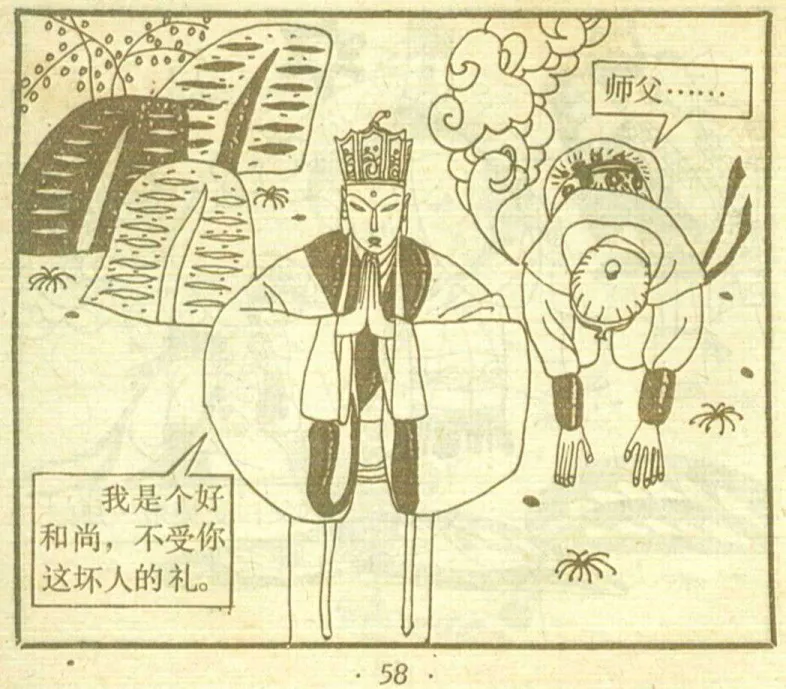 师父……
我是个好
和尚，不受你
这坏人的礼。
· 58 ·